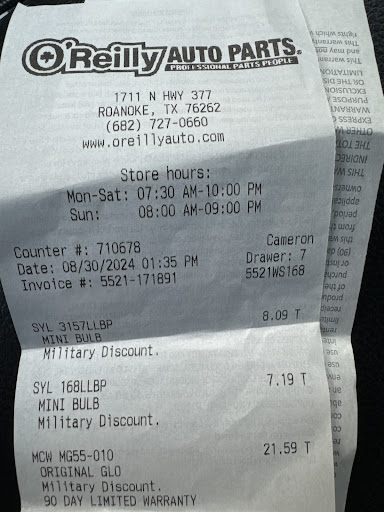 O'Reilly AUTO PARTS®
PROFESSIONAL PARTS PEOPLE
1711 N HWY 377
ROANOKE, TX 76262
(682) 727-0660
www.oreillyauto.com
Store hours:
Mon-Sat: 07:30 AM-10:00 PM
Sun: 08:00 AM-09:00 PM
Counter #: 710678 Cameron
Date: 08/30/2024 01:35 PM Drawer: 7
Invoice #: 5521-171891 5521WS168
SYL 3157LLBP 8.09 T
MINI BULB
Military Discount.
SYL 168LLBP 7.19 T
MINI BULB
Military Discount.
MCW MG55-010 21.59 T
ORIGINAL GLO
Military Discount.
90 DAY LIMITED WARRANTY